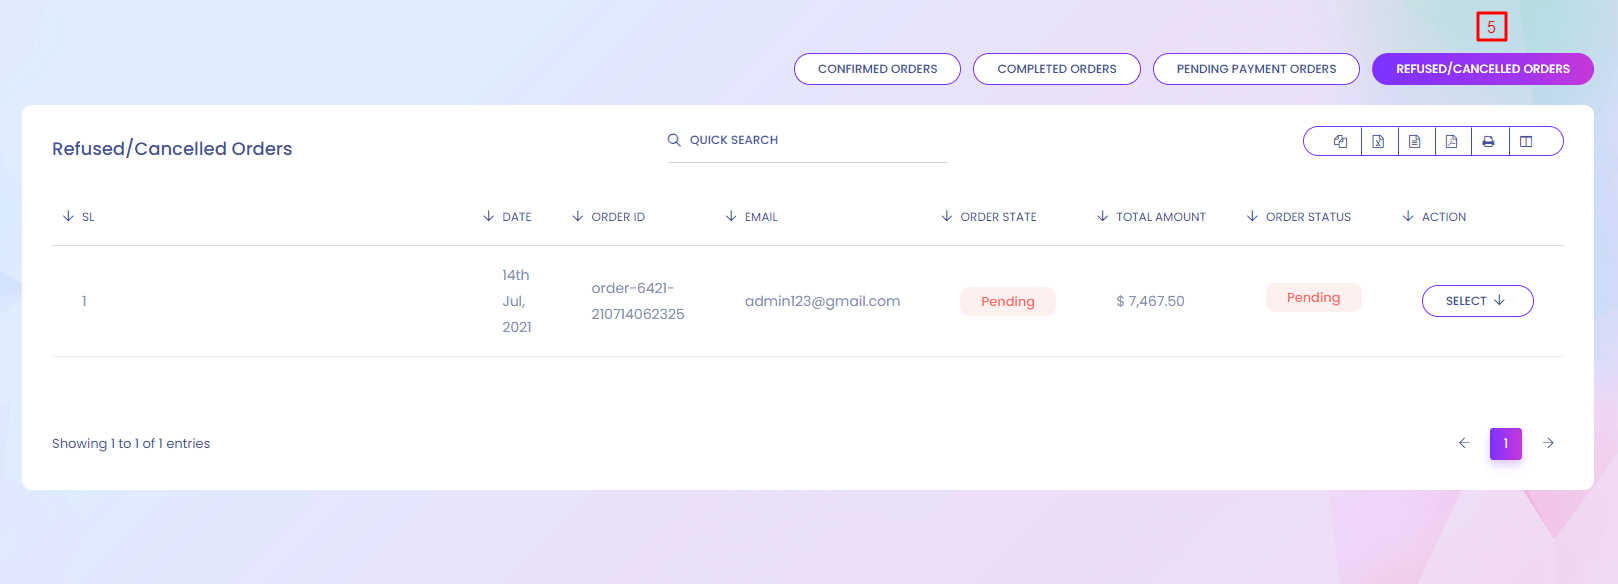 5
CONFIRMED ORDERS
COMPLETED ORDERS
PENDING PAYMENT ORDERS
REFUSED/CANCELLED ORDERS
Refused/Cancelled Orders
QUICK SEARCH
SL
DATE
ORDER ID
EMAIL
ORDER STATE
TOTAL AMOUNT
ORDER STATUS
ACTION
1
14th
Jul,
2021
order-6421-
210714062325
admin123@gmail.com
Pending
$ 7,467.50
Pending
SELECT
Showing 1 to 1 of 1 entries
1